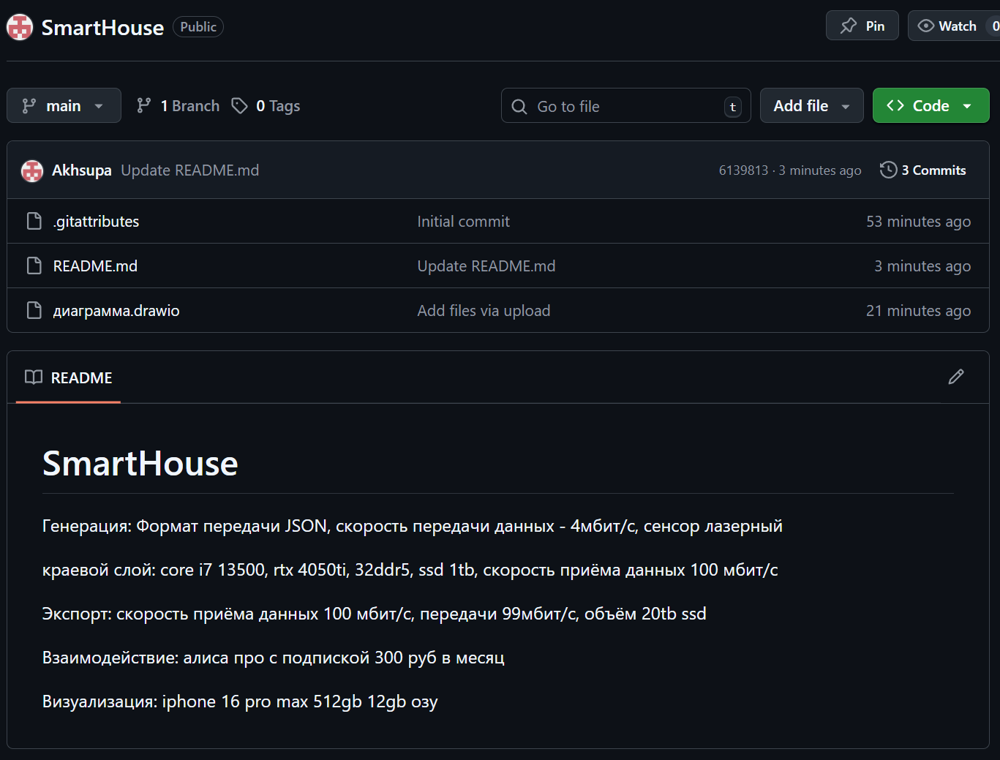 SmartHouse Public Pin Watch 0
main 1 Branch 0 Tags Go to file t Add file Code
Akhsupa Update README.md 6139813 · 3 minutes ago 3 Commits
.gitattributes Initial commit 53 minutes ago
README.md Update README.md 3 minutes ago
диаграмма.drawio Add files via upload 21 minutes ago
README
SmartHouse
Генерация: Формат передачи JSON, скорость передачи данных - 4мбит/с, сенсор лазерный
краевой слой: core i7 13500, rtx 4050ti, 32ddr5, ssd 1tb, скорость приёма данных 100 мбит/с
Экспорт: скорость приёма данных 100 мбит/с, передачи 99мбит/с, объём 20tb ssd
Взаимодействие: алиса про с подпиской 300 руб в месяц
Визуализация: iphone 16 pro max 512gb 12gb озу